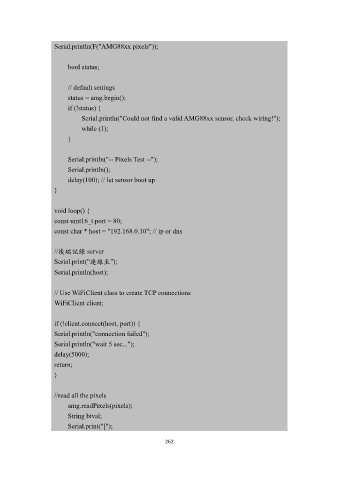 Serial.println(F("AMG88xx pixels"));
bool status;
// default settings
status = amg.begin();
if (!status) {
Serial.println("Could not find a valid AMG88xx sensor, check wiring!");
while (1);
}
Serial.println("-- Pixels Test --");
Serial.println();
delay(100); // let sensor boot up
}
void loop() {
const uint16_t port = 80;
const char * host = "192.168.0.10"; // ip or dns
//後端記錄 server
Serial.print("連線至");
Serial.println(host);
// Use WiFiClient class to create TCP connections
WiFiClient client;
if (!client.connect(host, port)) {
Serial.println("connection failed");
Serial.println("wait 5 sec...");
delay(5000);
return;
}
//read all the pixels
amg.readPixels(pixels);
String btval;
Serial.print("[");
262